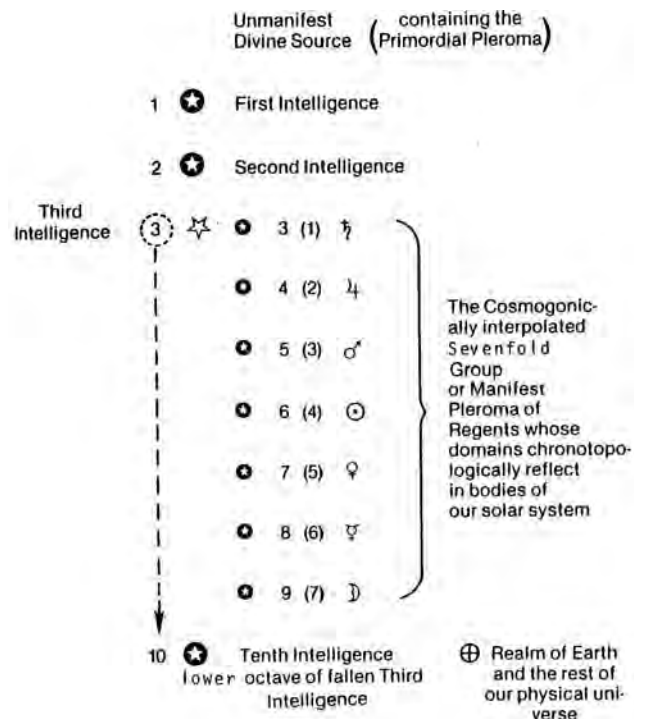 Unmanifest (containing the
Divine Source Primordial Pleroma)
1 ✪ First Intelligence
2 ✪ Second Intelligence
Third
Intelligence
3 ☆ ✪ 3 (1) ♄
✪ 4 (2) ♃
✪ 5 (3) ♂
✪ 6 (4) ☉
✪ 7 (5) ♀
✪ 8 (6) ☿
✪ 9 (7) ☽
The Cosmogonic-
ally interpolated
Sevenfold
Group
or Manifest
Pleroma of
Regents whose
domains chronotopo-
logically reflect
in bodies of
our solar system
10 ✪ Tenth Intelligence
lower octave of fallen Third
Intelligence
⊕ Realm of Earth
and the rest of
our physical uni-
verse